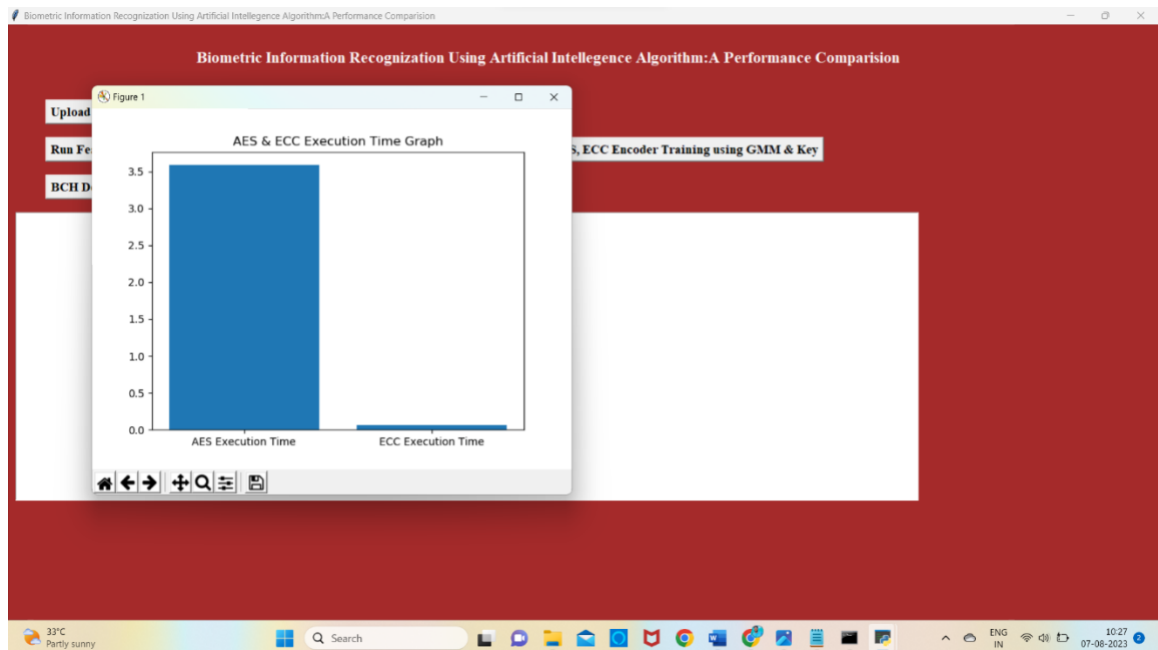 Biometric Information Recognization Using Artificial Intellegence Algorithm:A Performance Comparision
Biometric Information Recognization Using Artificial Intellegence Algorithm:A Performance Comparision
Figure 1
Upload
Run Fe
S, ECC Encoder Training using GMM & Key
BCH D
AES & ECC Execution Time Graph
3.5
3.0
2.5
2.0
1.5
1.0
0.5
0.0
AES Execution Time ECC Execution Time
33°C
Partly sunny
Search
ENG
IN
10:27
07-08-2023
2